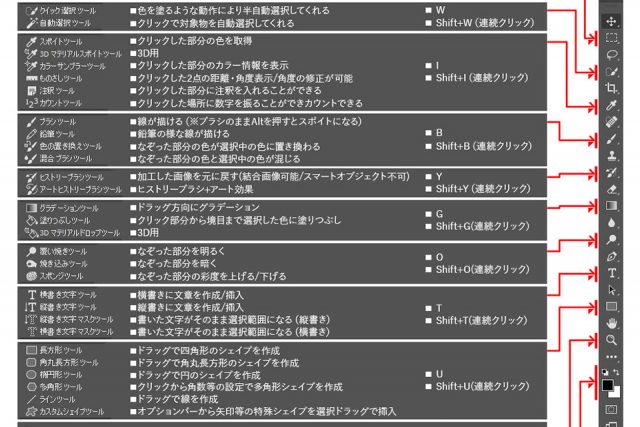 クイック選択ツール ■色を塗るような動作により半自動選択してくれる ■ W
自動選択ツール ■クリックで対象物を自動選択してくれる ■ Shift+W (連続クリック)
スポイトツール ■クリックした部分の色を取得
3D マテリアルスポイトツール ■3D用
カラーサンプラーツール ■クリックした部分のカラー情報を表示 ■ I
ものさしツール ■クリックした2点の距離・角度表示/角度の修正が可能 ■ Shift+I (連続クリック)
注釈ツール ■クリックした部分に注釈を入れることができる
123 カウントツール ■クリックした場所に数字を振ることができカウントできる
ブラシツール ■線が描ける (※ブラシのままAltを押すとスポイトになる)
鉛筆ツール ■鉛筆の様な線が描ける ■ B
色の置き換えツール ■なぞった部分の色が選択中の色に置き換わる ■ Shift+B (連続クリック)
混合ブラシツール ■なぞった部分の色と選択中の色が混じる
ヒストリーブラシツール ■加工した画像を元に戻す(結合画像可能/スマートオブジェクト不可) ■ Y
アートヒストリーブラシツール ■ヒストリーブラシ+アート効果 ■ Shift+Y (連続クリック)
グラデーションツール ■ドラッグ方向にグラデーション ■ G
塗りつぶしツール ■クリック部分から境目まで選択した色に塗りつぶし ■ Shift+G(連続クリック)
3D マテリアルドロップツール ■3D用
覆い焼きツール ■なぞった部分を明るく ■ O
焼き込みツール ■なぞった部分を暗く ■ Shift+O(連続クリック)
スポンジツール ■なぞった部分の彩度を上げる/下げる
T 横書き文字ツール ■横書きに文章を作成/挿入
T 縦書き文字ツール ■縦書きに文章を作成/挿入 ■ T
縦書き文字マスクツール ■書いた文字がそのまま選択範囲になる (縦書き) ■ Shift+T(連続クリック)
横書き文字マスクツール ■書いた文字がそのまま選択範囲になる (横書き)
長方形ツール ■ドラッグで四角形のシェイプを作成
角丸長方形ツール ■ドラッグで角丸長方形のシェイプを作成
楕円形ツール ■ドラッグで円のシェイプを作成 ■ U
多角形ツール ■クリックから角数等の設定で多角形シェイプを作成 ■ Shift+U(連続クリック)
ラインツール ■ドラッグで線を作成
カスタムシェイプツール ■オプションバーから矢印等の特殊シェイプを選択ドラッグで挿入
T